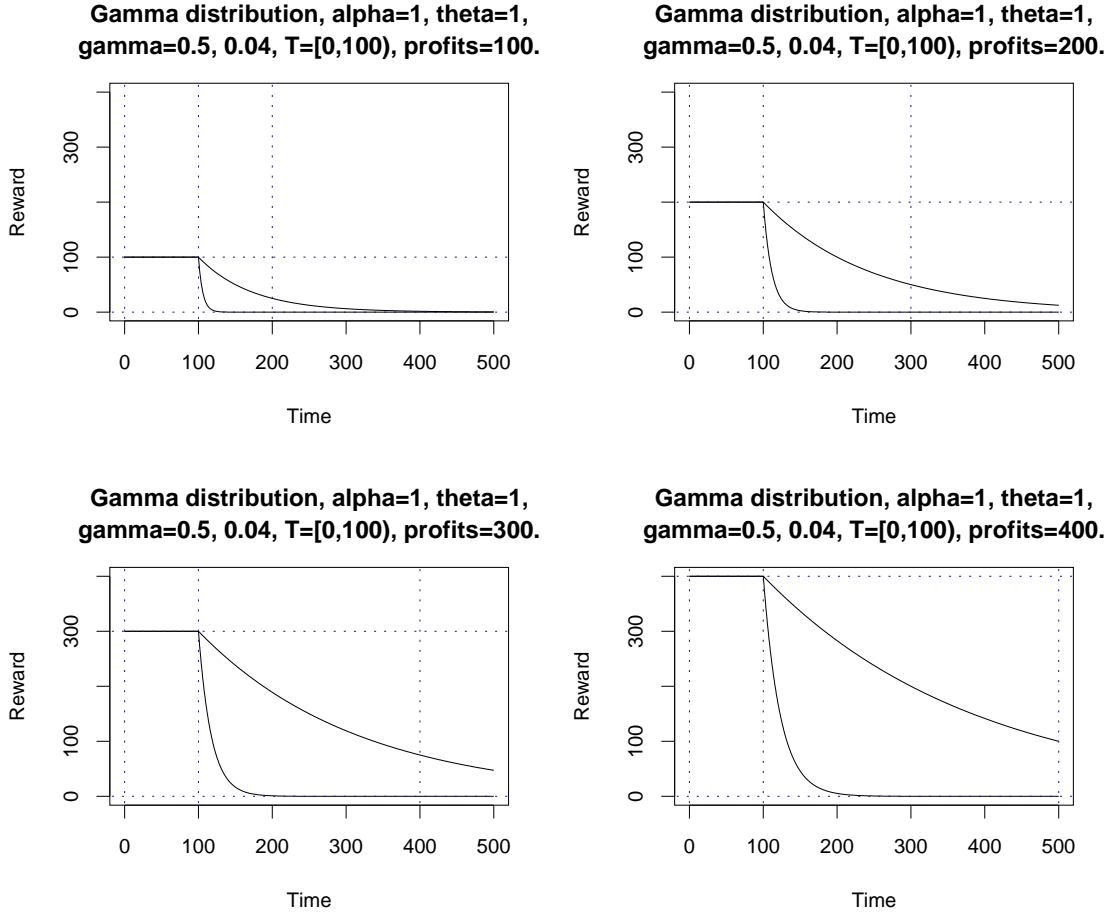 Gamma distribution, alpha=1, theta=1,
gamma=0.5, 0.04, T=[0,100), profits=100.
Reward
300
100
0
0 100 200 300 400 500
Time
Gamma distribution, alpha=1, theta=1,
gamma=0.5, 0.04, T=[0,100), profits=200.
Reward
300
100
0
0 100 200 300 400 500
Time
Gamma distribution, alpha=1, theta=1,
gamma=0.5, 0.04, T=[0,100), profits=300.
Reward
300
100
0
0 100 200 300 400 500
Time
Gamma distribution, alpha=1, theta=1,
gamma=0.5, 0.04, T=[0,100), profits=400.
Reward
300
100
0
0 100 200 300 400 500
Time